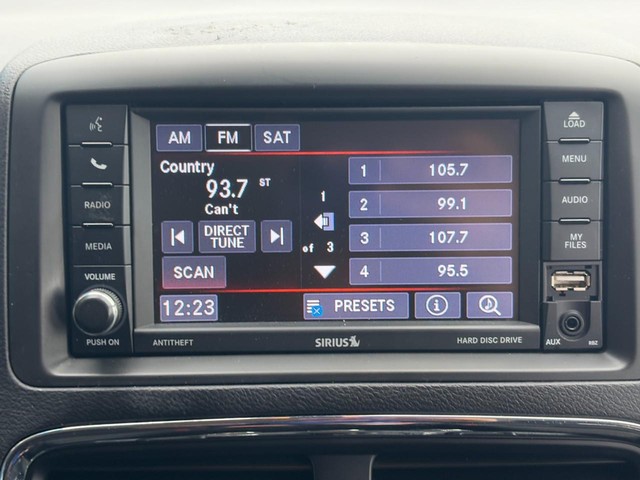 AM FM SAT
Country
93.7 ST
Can't
DIRECT
TUNE
SCAN
12:23
1
of 3
1 105.7
2 99.1
3 107.7
4 95.5
PRESETS
RADIO
MEDIA
VOLUME
PUSH ON
ANTITHEFT
SIRIUS
HARD DISC DRIVE
LOAD
MENU
AUDIO
MY
FILES
AUX
RBZ